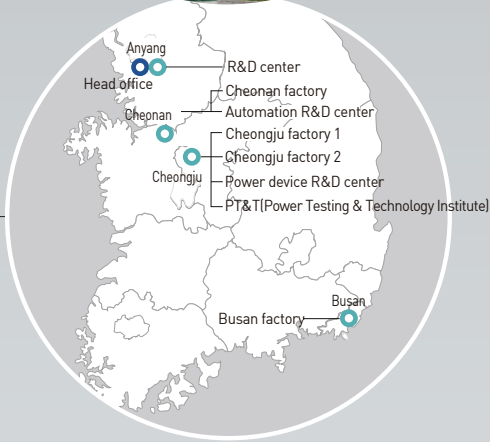 Anyang
R&D center
Head office
Cheonan factory
Automation R&D center
Cheonan
Cheongju factory 1
Cheongju factory 2
Cheongju
Power device R&D center
PT&T(Power Testing & Technology Institute)
Busan
Busan factory